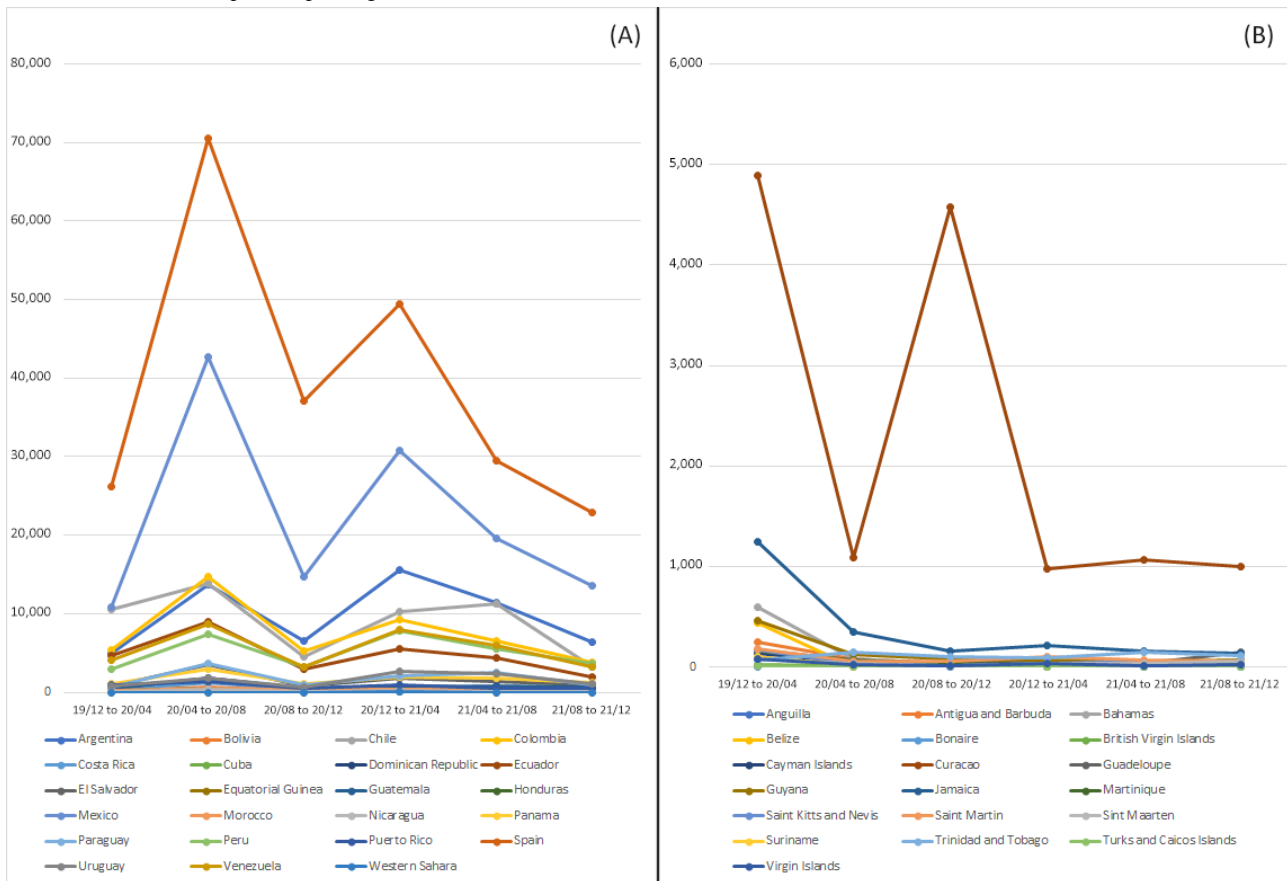 (A)
80,000
70,000
60,000
50,000
40,000
30,000
20,000
10,000
0
19/12 to 20/04 20/04 to 20/08 20/08 to 20/12 20/12 to 21/04 21/04 to 21/08 21/08 to 21/12
Argentina Bolivia Chile Colombia
Costa Rica Cuba Dominican Republic Ecuador
El Salvador Equatorial Guinea Guatemala Honduras
Mexico Morocco Nicaragua Panama
Paraguay Peru Puerto Rico Spain
Uruguay Venezuela Western Sahara
(B)
6,000
5,000
4,000
3,000
2,000
1,000
0
19/12 to 20/04 20/04 to 20/08 20/08 to 20/12 20/12 to 21/04 21/04 to 21/08 21/08 to 21/12
Anguilla Antigua and Barbuda Bahamas
Belize Bonaire British Virgin Islands
Cayman Islands Curacao Guadeloupe
Guyana Jamaica Martinique
Saint Kitts and Nevis Saint Martin Sint Maarten
Suriname Trinidad and Tobago Turks and Caicos Islands
Virgin Islands